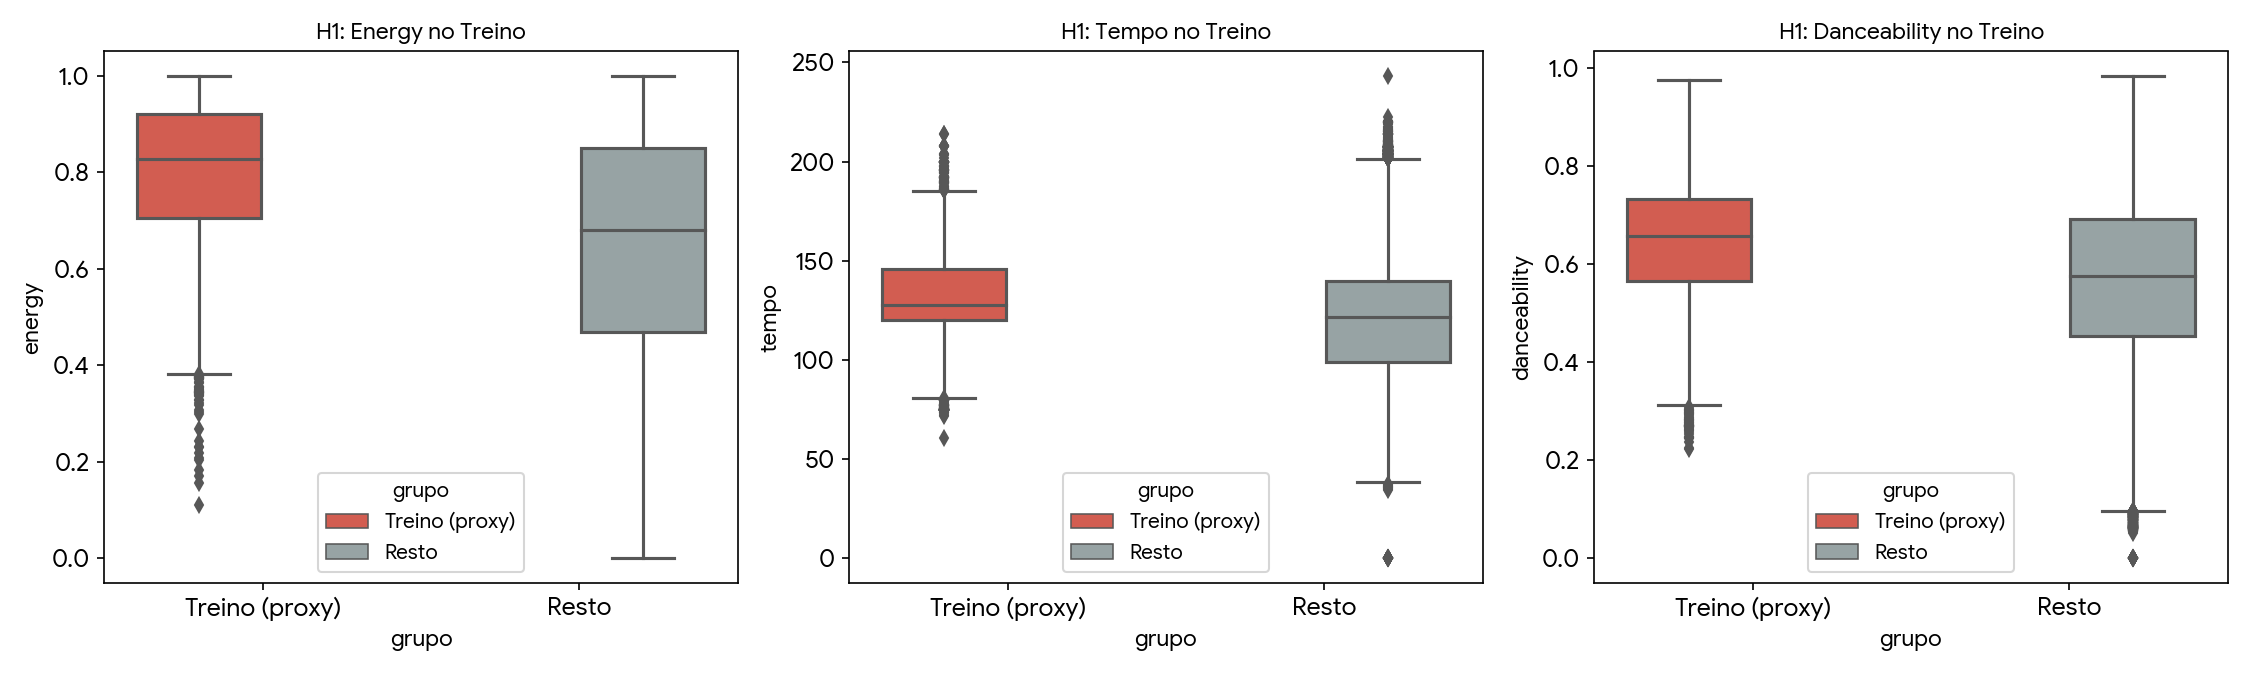 H1: Energy no Treino
1.0
0.8
0.6
0.4
0.2
0.0
energy
grupo
Treino (proxy)
Resto
Treino (proxy)
Resto
grupo
H1: Tempo no Treino
250
200
150
100
50
0
tempo
grupo
Treino (proxy)
Resto
Treino (proxy)
Resto
grupo
H1: Danceability no Treino
1.0
0.8
0.6
0.4
0.2
0.0
danceability
grupo
Treino (proxy)
Resto
Treino (proxy)
Resto
grupo